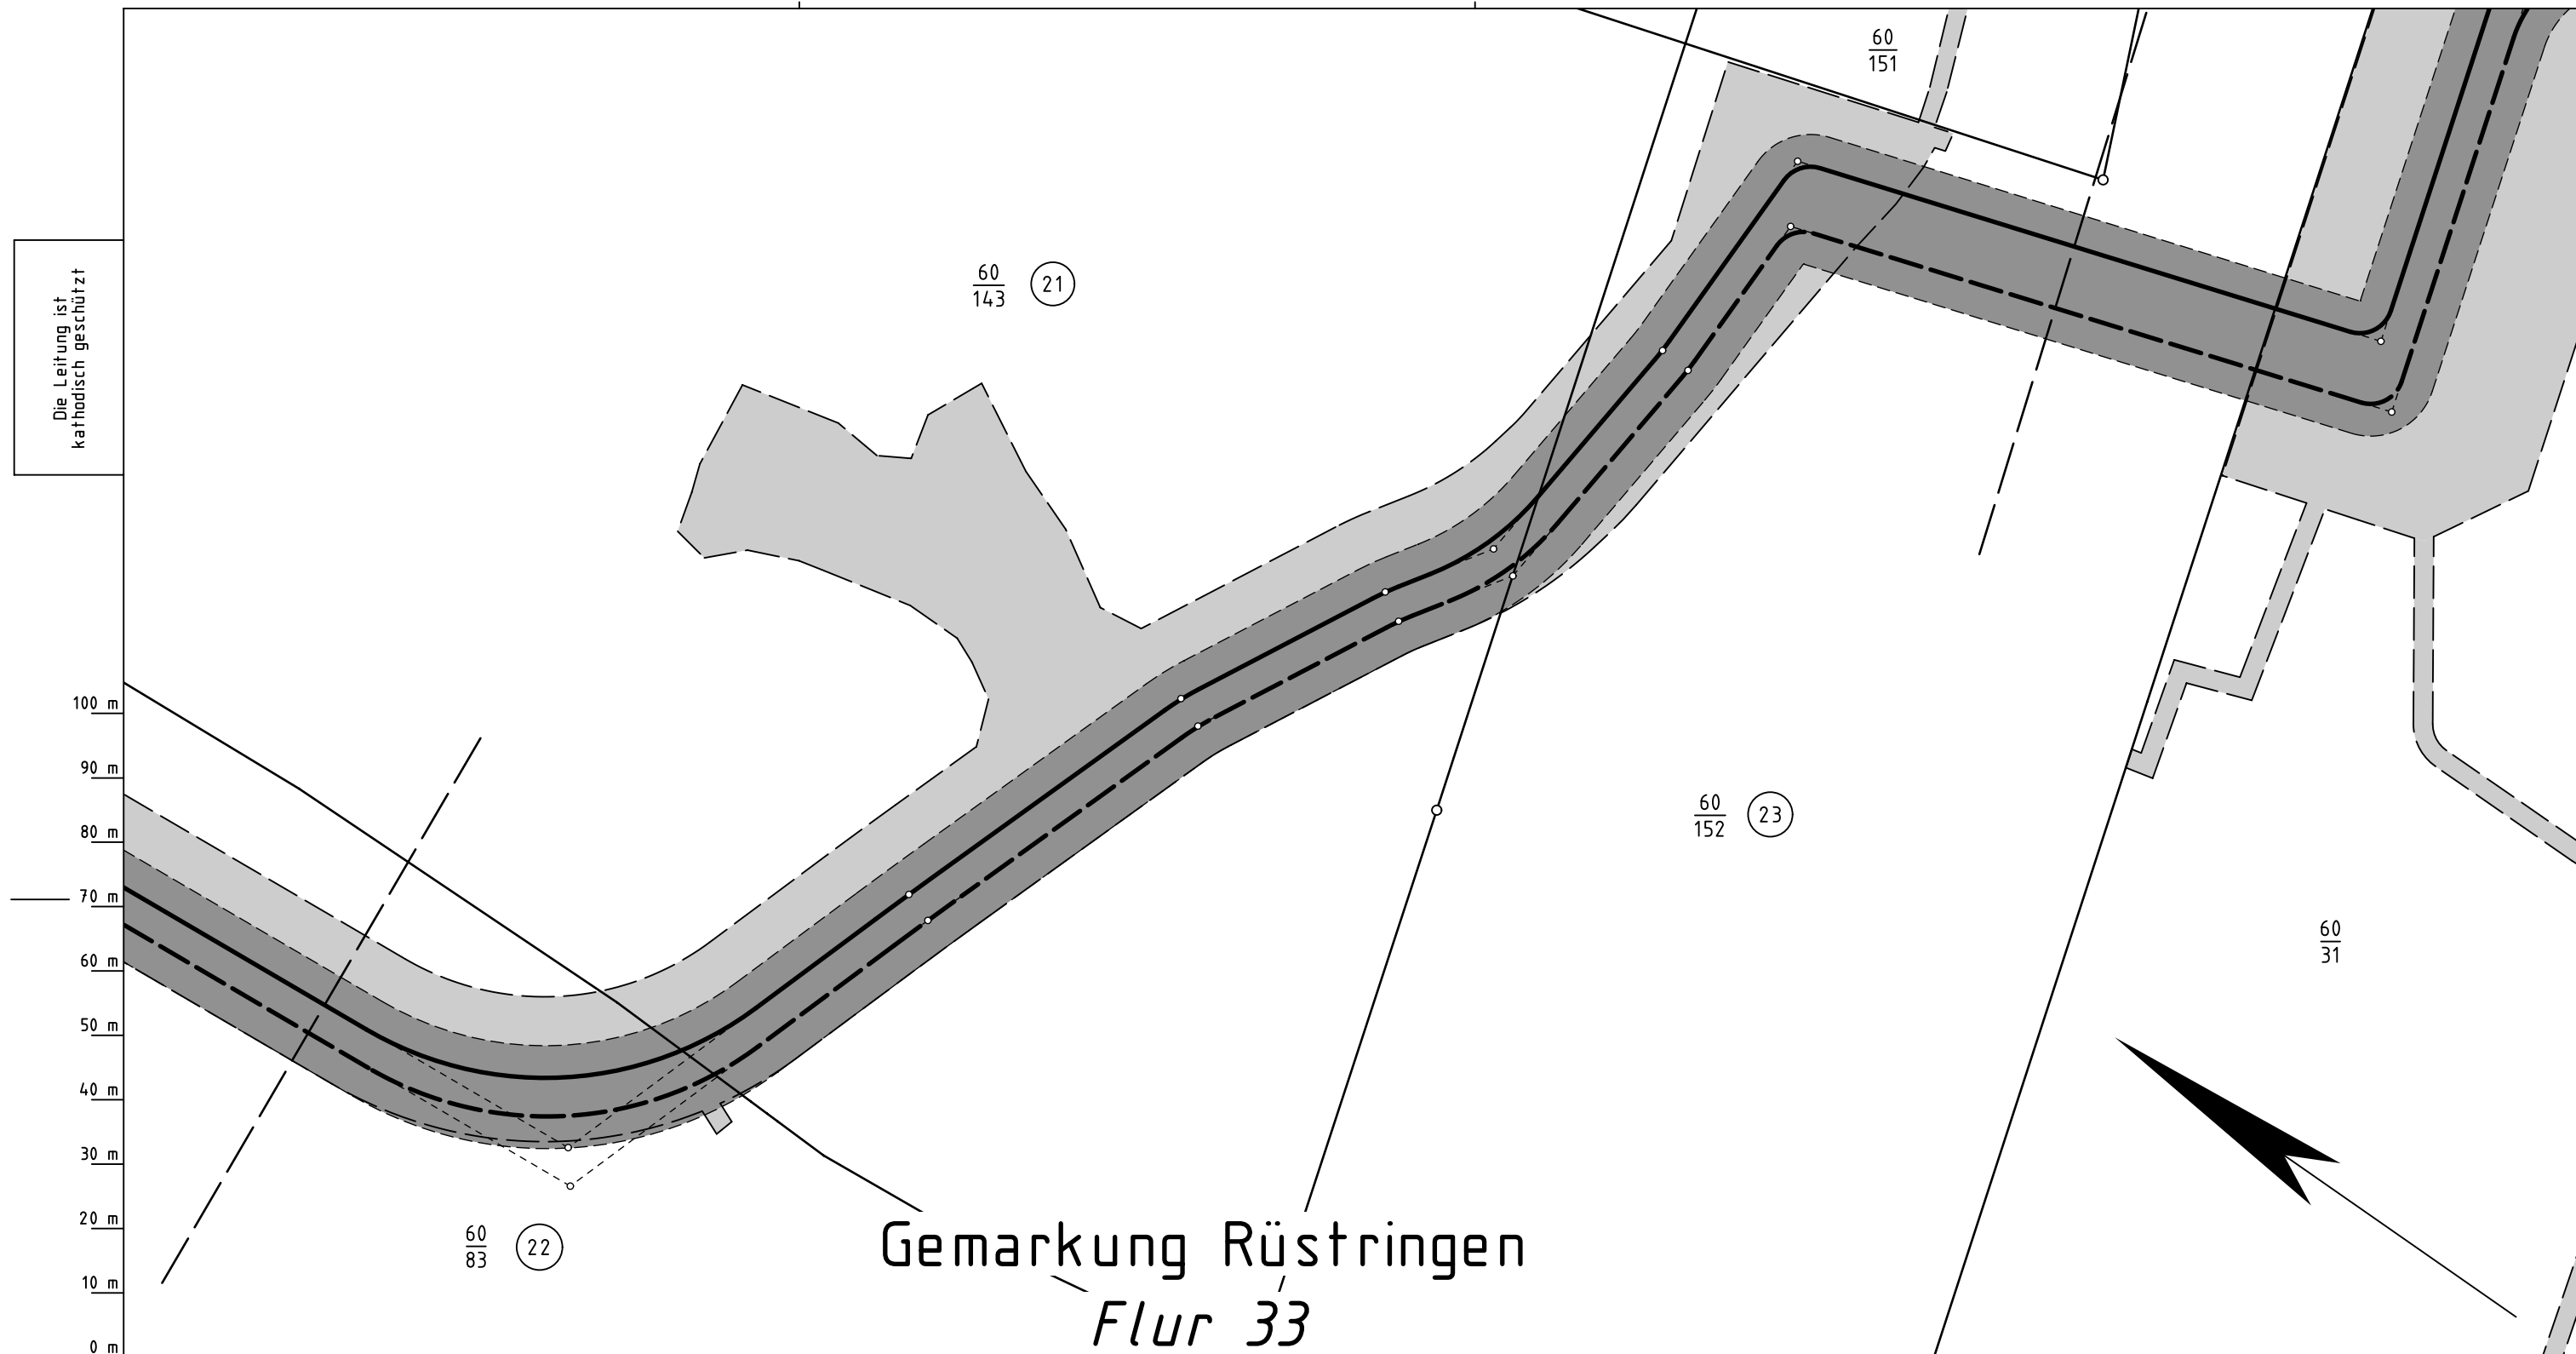 60
151
60
143
21
Die Leitung ist
kathodisch geschützt
100 m
90 m
80 m
70 m
60 m
50 m
40 m
30 m
20 m
10 m
0 m
60
152
23
60
31
60
83
22
Gemarkung Rüstringen
Flur 33